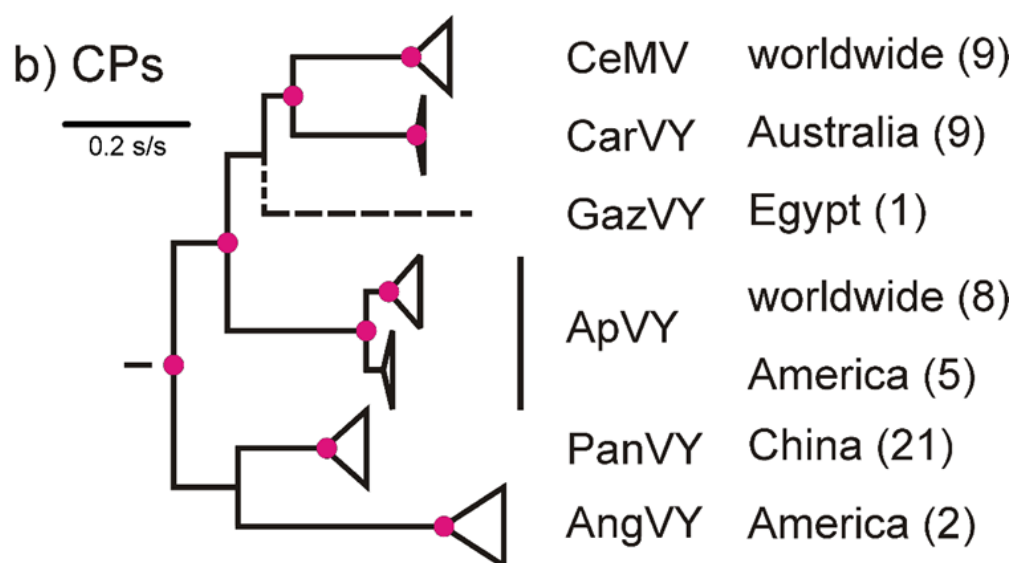 b) CPs
0.2 s/s
CeMV worldwide (9)
CarVY Australia (9)
GazVY Egypt (1)
ApVY worldwide (8)
America (5)
PanVY China (21)
AngVY America (2)